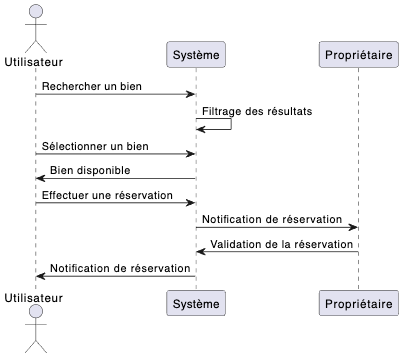 Utilisateur
Système
Propriétaire
Rechercher un bien
Filtrage des résultats
Sélectionner un bien
Bien disponible
Effectuer une réservation
Notification de réservation
Validation de la réservation
Notification de réservation
Utilisateur
Système
Propriétaire